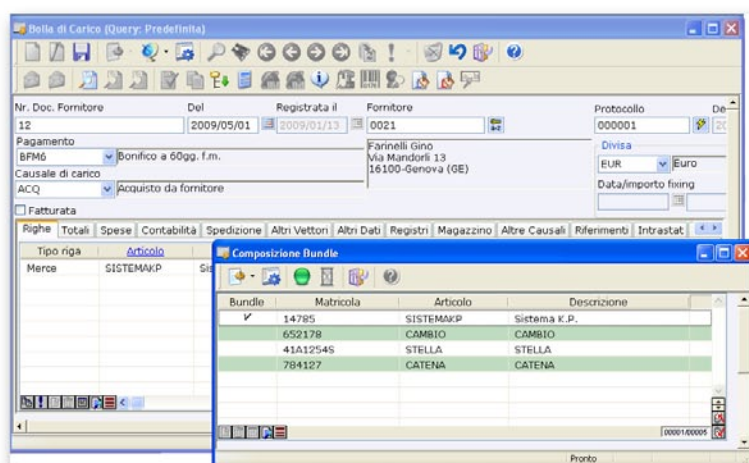 Bolla di Carico (Query: Predefinita)
Nr. Doc. Fornitore Del Registrata il Fornitore Protocollo
12 2009/05/01 2009/01/13 0021 000001
Pagamento
BFM6 Bonifico a 60gg. f.m.
Farinelli Gino
Via Mandorli 13
16100-Genova (GE)
Divisa
EUR Euro
Causale di carico
ACQ Acquisto da fornitore
Data/importo fixing
Fatturata
Righe Totali Spese Contabilità Spedizione Altri Vettori Altri Dati Registri Magazzino Altre Causali Riferimenti Intrastat
Tipo riga Articolo
Merce SISTEMAKP
Composizione Bundle
Bundle Matricola Articolo Descrizione
14785 SISTEMAKP Sistema K.P.
652178 CAMBIO CAMBIO
41A1254S STELLA STELLA
784127 CATENA CATENA
00001/00005
Pronto